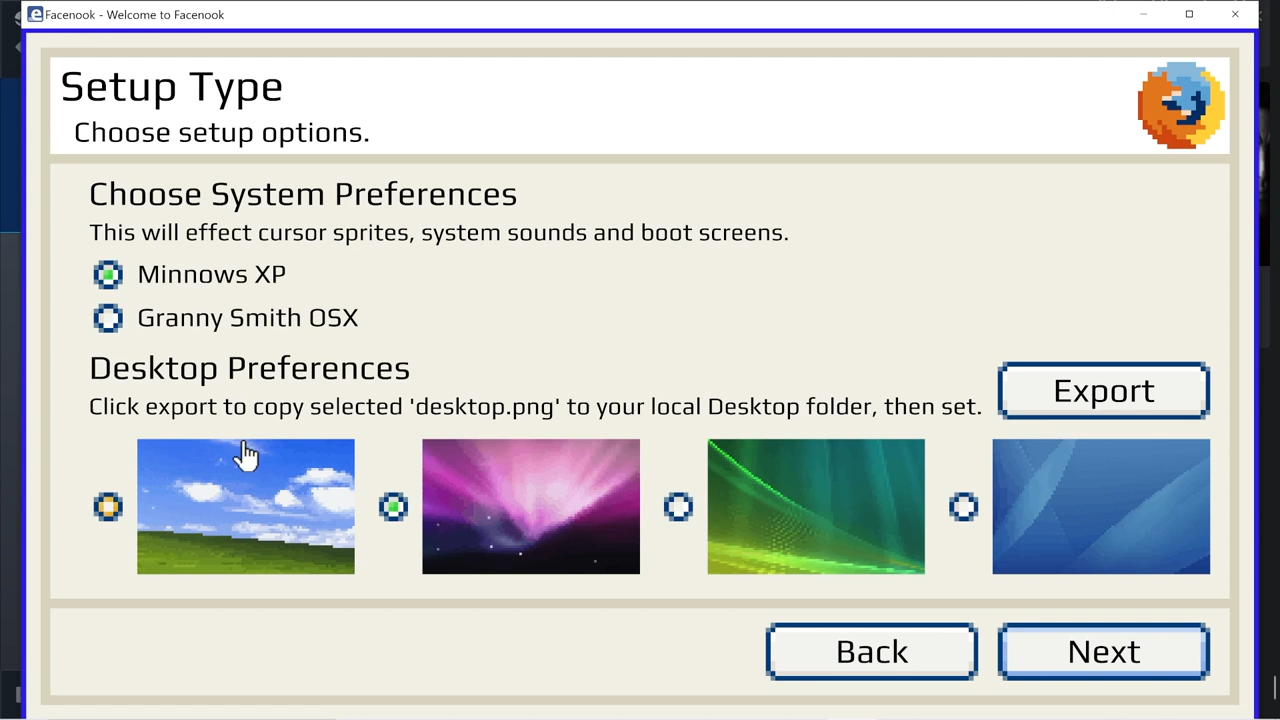 Facenook - Welcome to Facenook
Setup Type
Choose setup options.
Choose System Preferences
This will effect cursor sprites, system sounds and boot screens.
Minnows XP
Granny Smith OSX
Desktop Preferences
Click export to copy selected 'desktop.png' to your local Desktop folder, then set.
Export
Back
Next